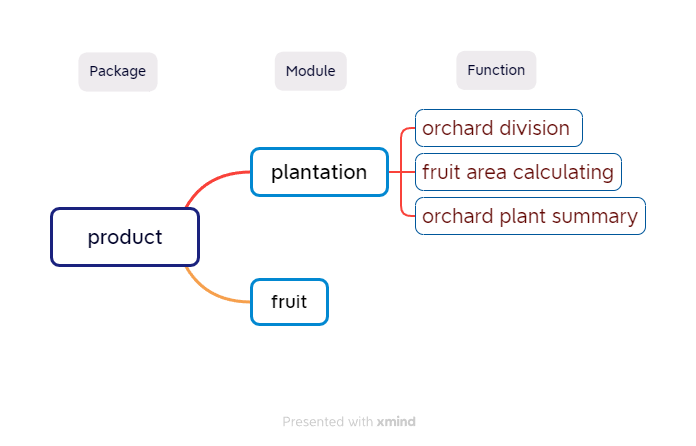 Package
Module
Function
product
plantation
orchard division
fruit area calculating
orchard plant summary
fruit
Presented with xmind